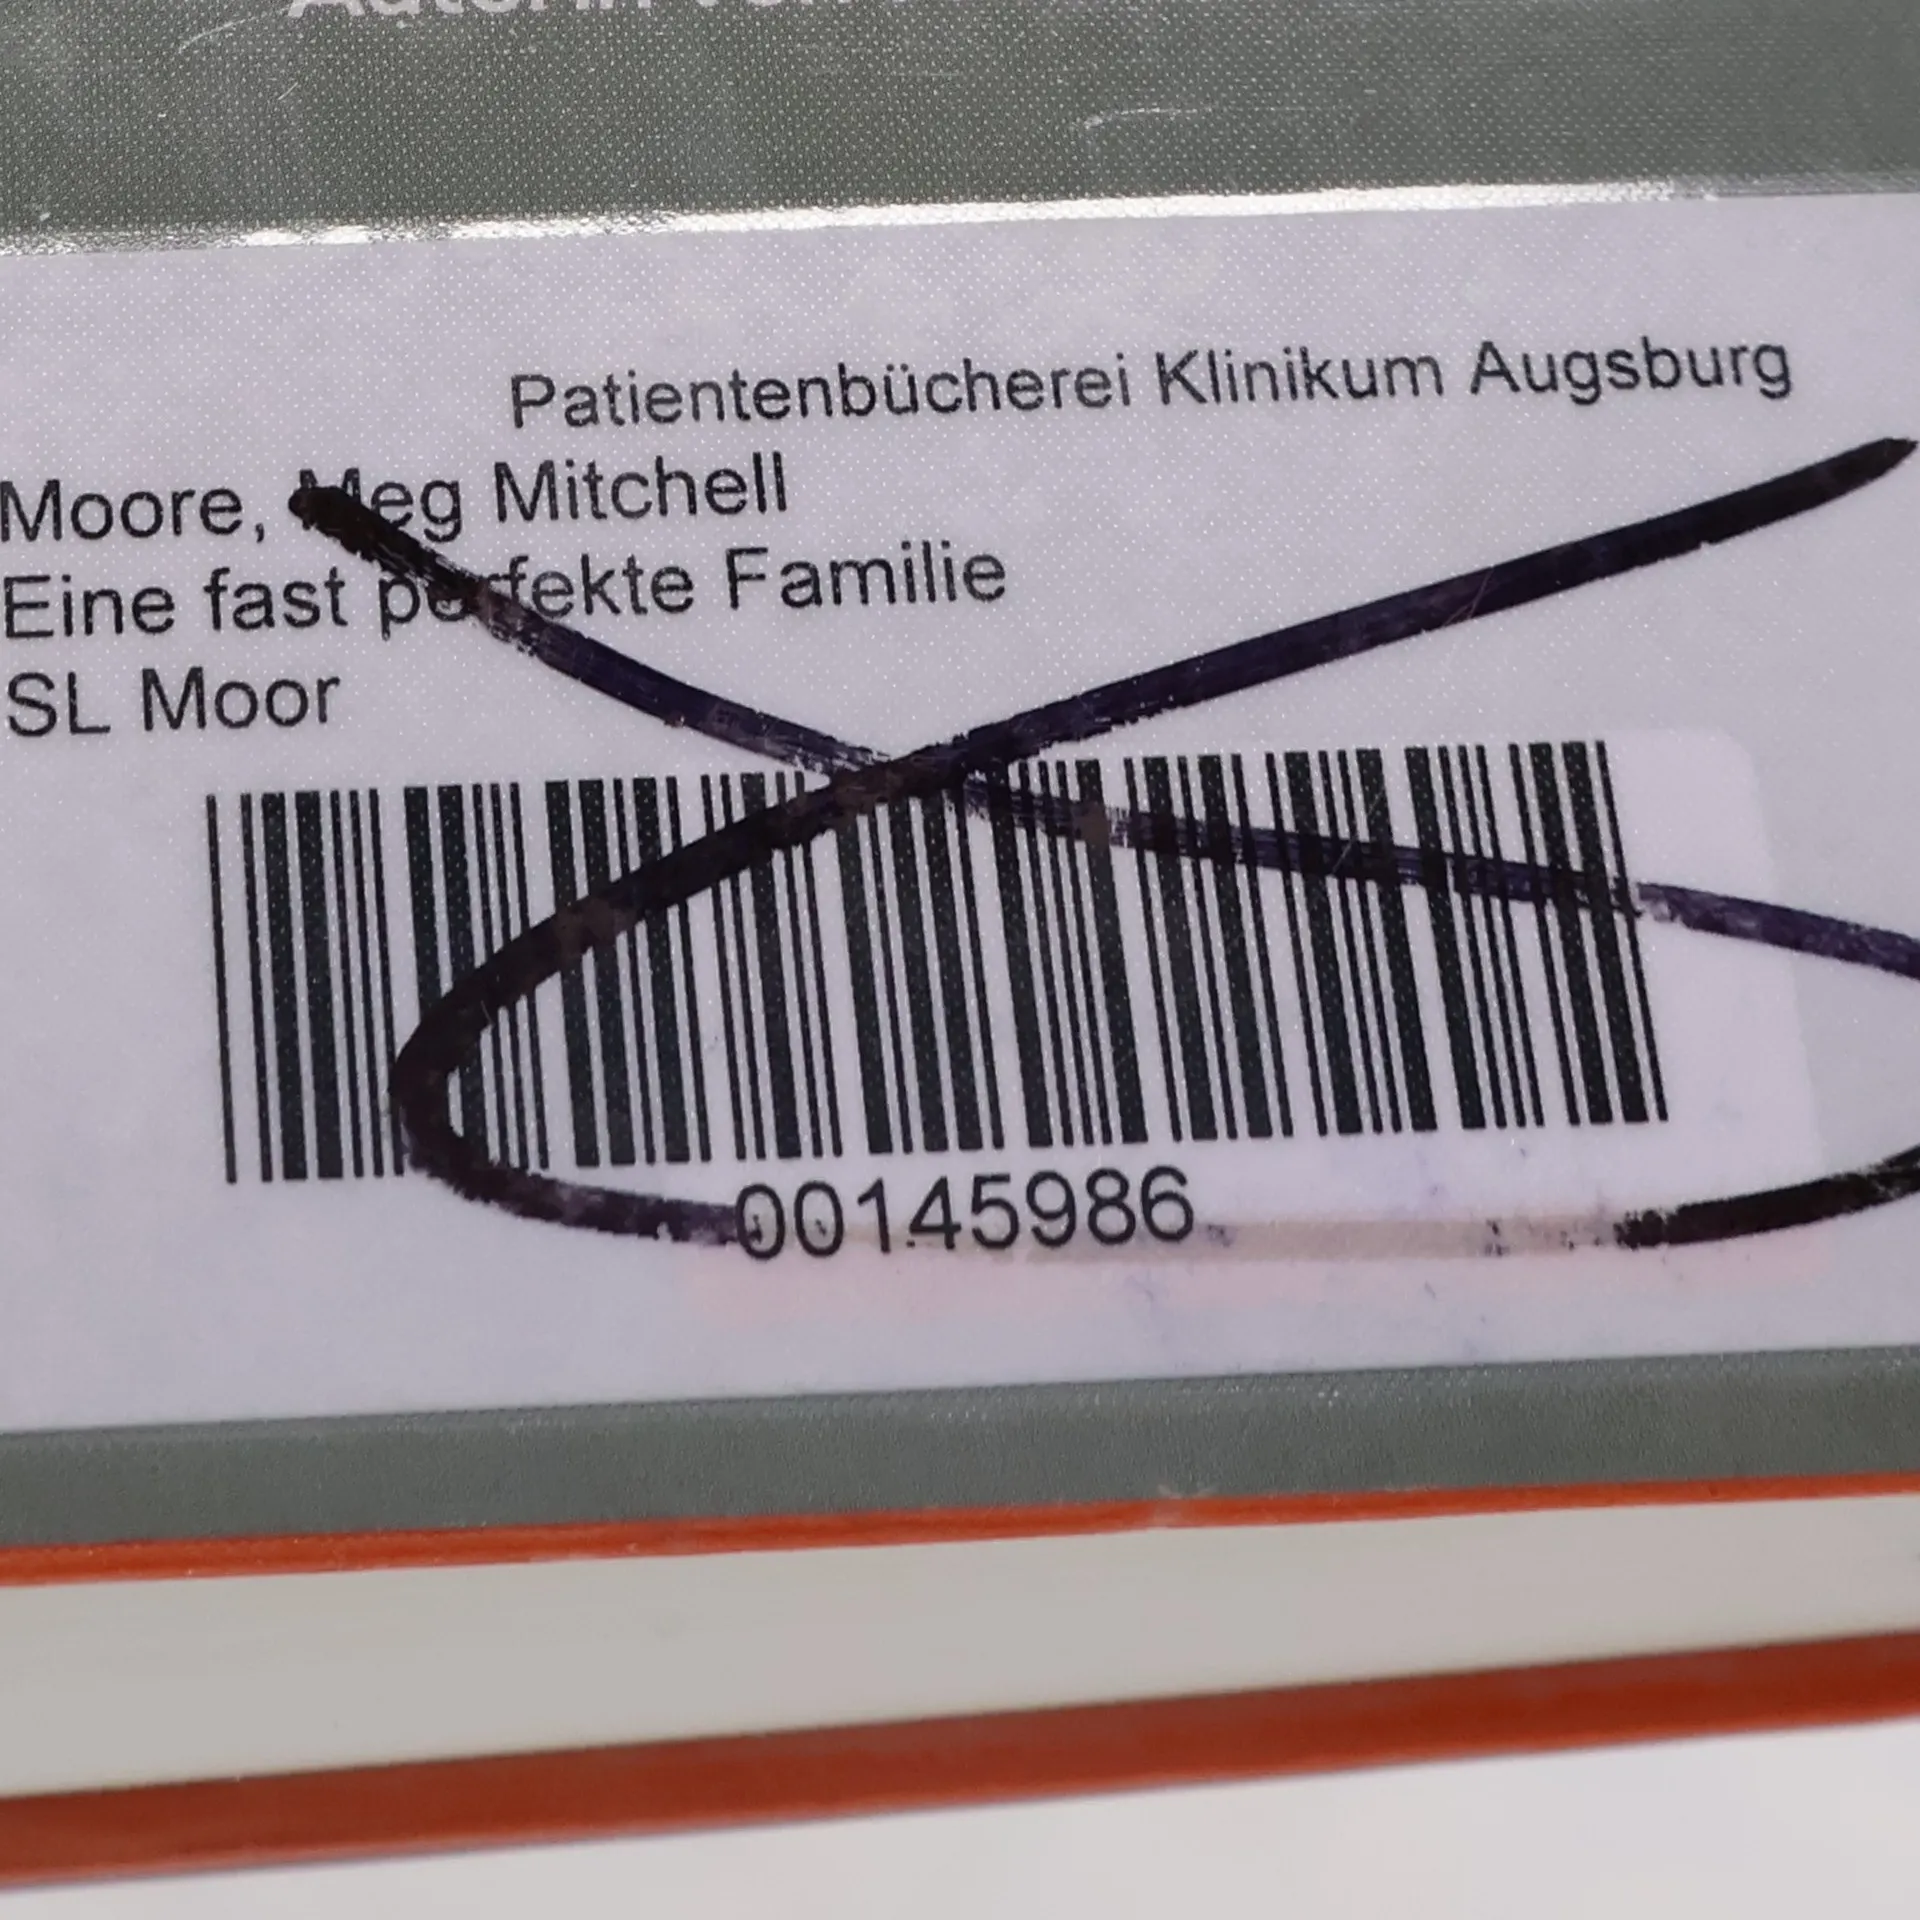 Patientenbücherei Klinikum Augsburg
Moore, Meg Mitchell
Eine fast perfekte Familie
SL Moor
00145986